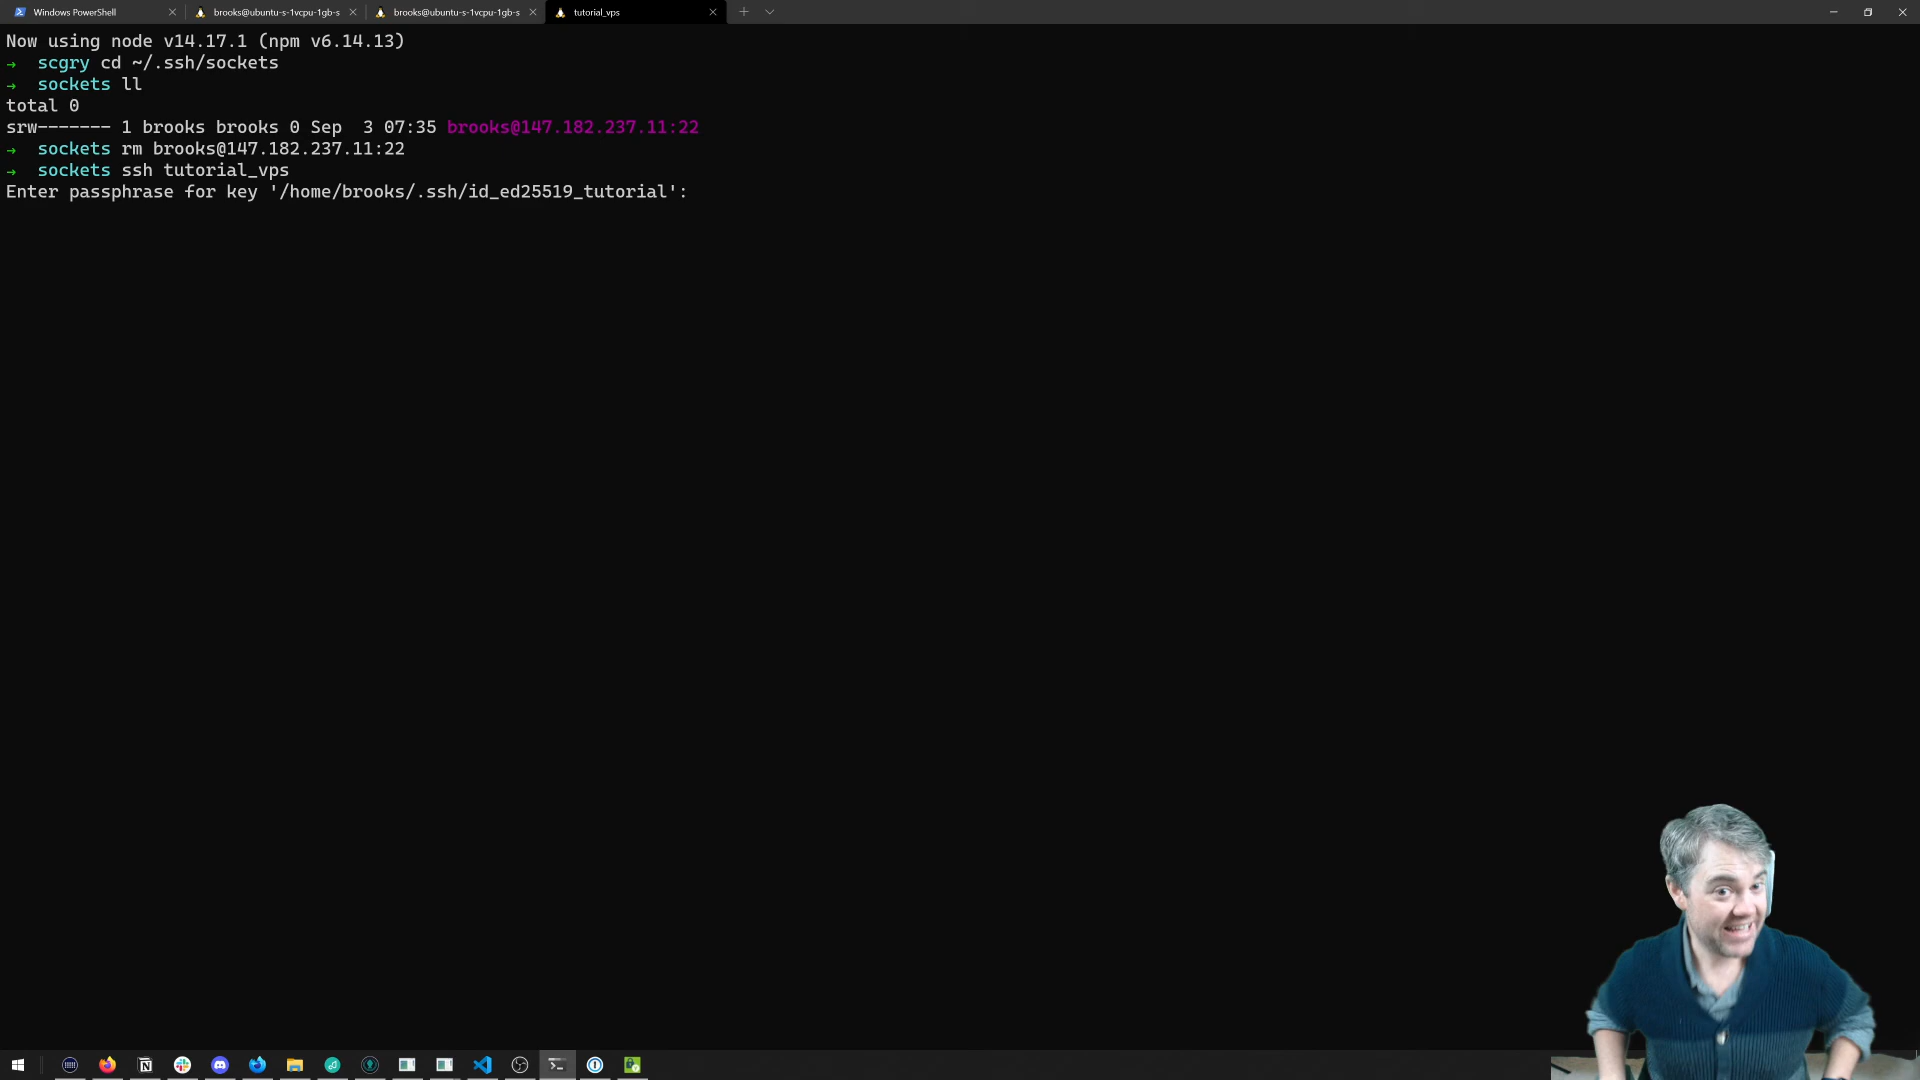 Windows PowerShell
brooks@ubuntu-s-1vcpu-1gb-s
brooks@ubuntu-s-1vcpu-1gb-s
tutorial_vps
Now using node v14.17.1 (npm v6.14.13)
→ scgry cd ~/.ssh/sockets
→ sockets ll
total 0
srw------- 1 brooks brooks 0 Sep  3 07:35 brooks@147.182.237.11:22
→ sockets rm brooks@147.182.237.11:22
→ sockets ssh tutorial_vps
Enter passphrase for key '/home/brooks/.ssh/id_ed25519_tutorial':